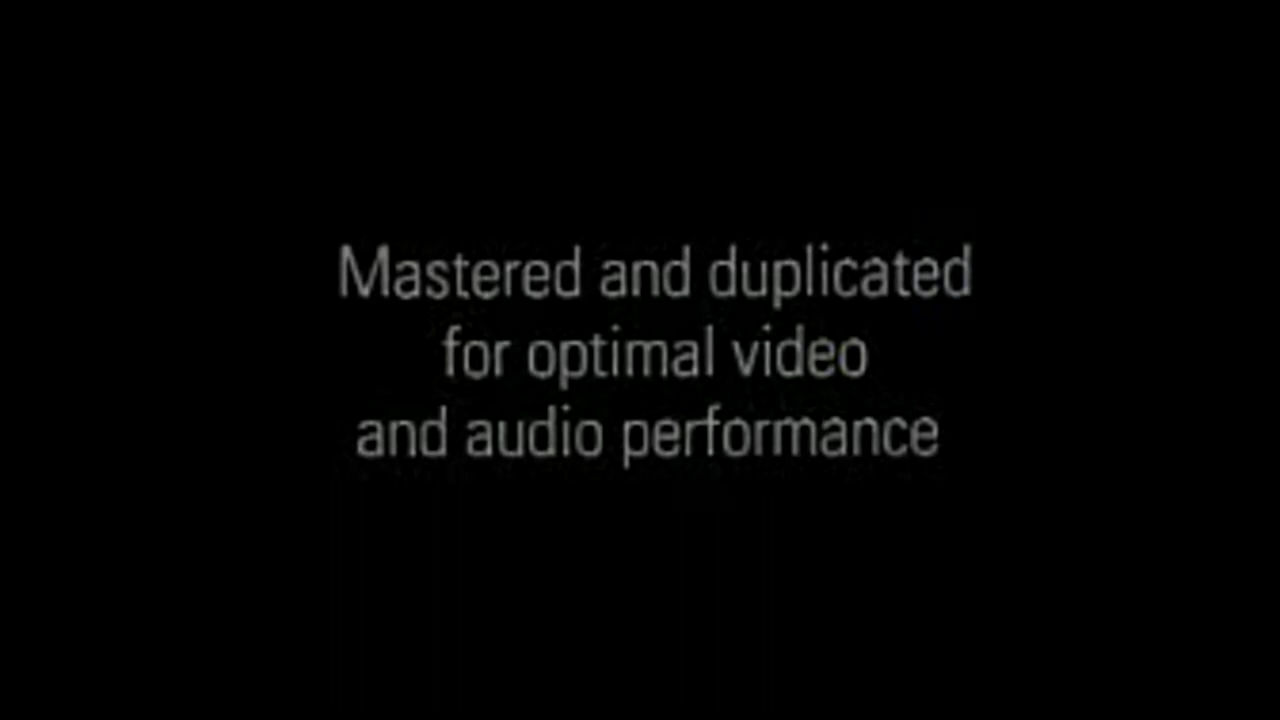 Mastered and duplicated
for optimal video
and audio performance